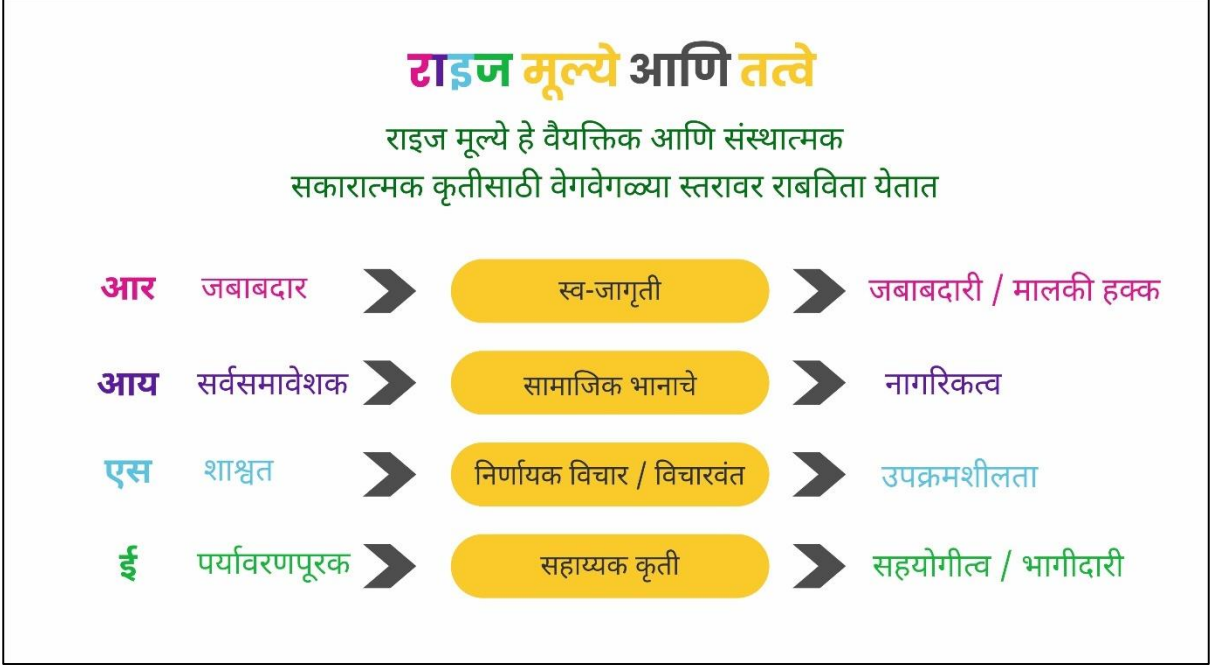 राइज मूल्ये आणि तत्वे
राइज मूल्ये हे वैयक्तिक आणि संस्थात्मक
सकारात्मक कृतीसाठी वेगवेगळ्या स्तरावर राबविता येतात
आर जबाबदार स्व-जागृती जबाबदारी / मालकी हक्क
आय सर्वसमावेशक सामाजिक भानाचे नागरिकत्व
एस शाश्वत निर्णायक विचार / विचारवंत उपक्रमशीलता
ई पर्यावरणपूरक सहाय्यक कृती सहयोगीत्व / भागीदारी